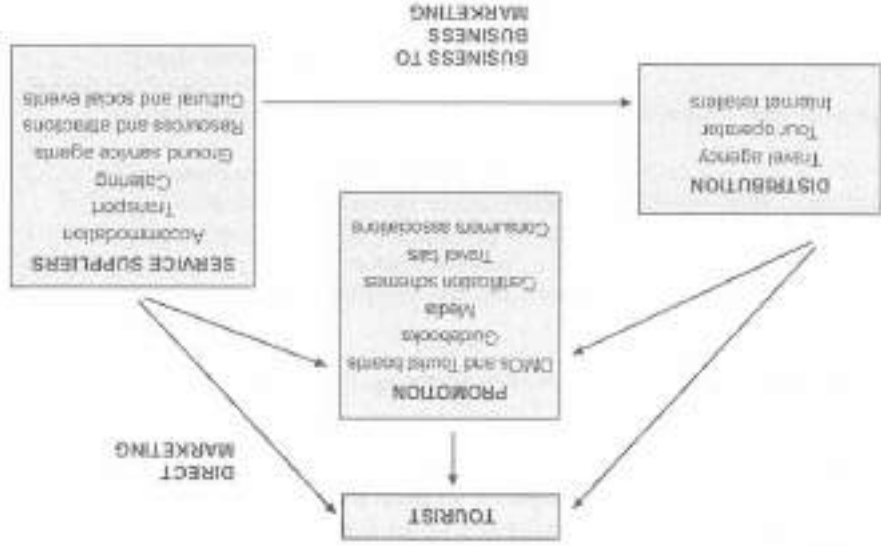 TOURIST
DIRECT
MARKETING
PROMOTION
DMOs and Tourist boards
Guidebooks
Media
Certification schemes
Travel fairs
Consumers associations
DISTRIBUTION
Travel agency
Tour operator
Internet retailers
SERVICE SUPPLIERS
Accommodation
Transport
Catering
Ground service agents
Resources and attractions
Cultural and social events
BUSINESS TO
BUSINESS
MARKETING